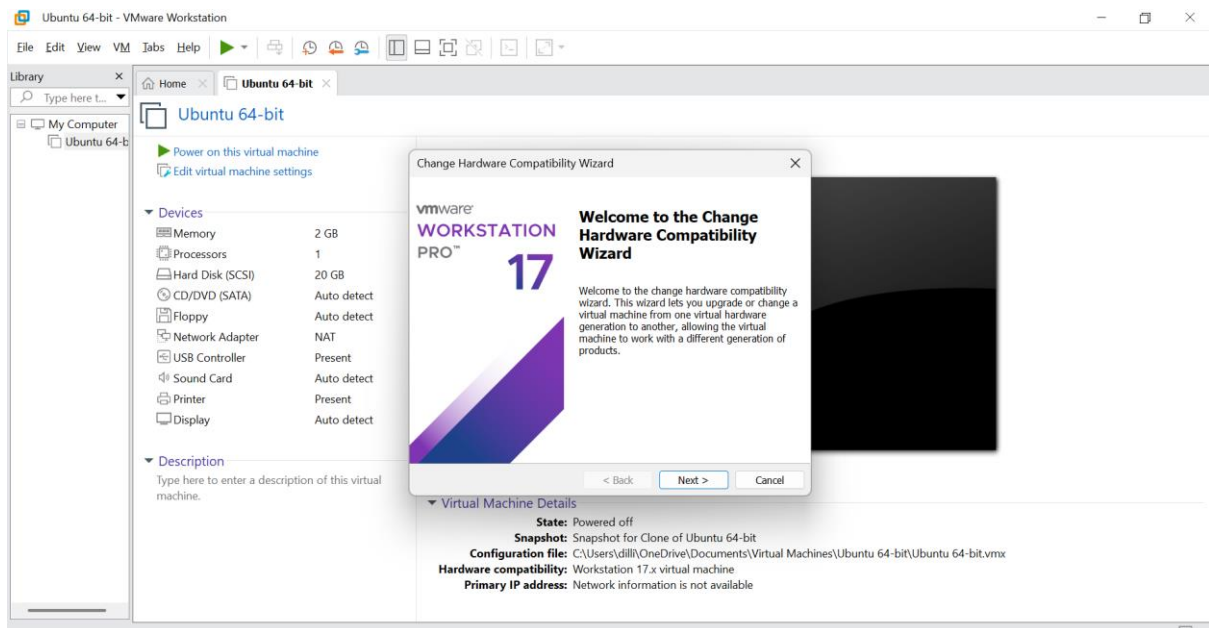 Ubuntu 64-bit - VMware Workstation
File Edit View VM Tabs Help
Library
Type here t...
My Computer
Ubuntu 64-b
Home
Ubuntu 64-bit
Ubuntu 64-bit
Power on this virtual machine
Edit virtual machine settings
Devices
Memory 2 GB
Processors 1
Hard Disk (SCSI) 20 GB
CD/DVD (SATA) Auto detect
Floppy Auto detect
Network Adapter NAT
USB Controller Present
Sound Card Auto detect
Printer Present
Display Auto detect
Description
Type here to enter a description of this virtual
machine.
Change Hardware Compatibility Wizard
vmware
WORKSTATION
PRO™
17
Welcome to the Change
Hardware Compatibility
Wizard
Welcome to the change hardware compatibility
wizard. This wizard lets you upgrade or change a
virtual machine from one virtual hardware
generation to another, allowing the virtual
machine to work with a different generation of
products.
< Back Next > Cancel
Virtual Machine Details
State: Powered off
Snapshot: Snapshot for Clone of Ubuntu 64-bit
Configuration file: C:\Users\dilli\OneDrive\Documents\Virtual Machines\Ubuntu 64-bit\Ubuntu 64-bit.vmx
Hardware compatibility: Workstation 17.x virtual machine
Primary IP address: Network information is not available